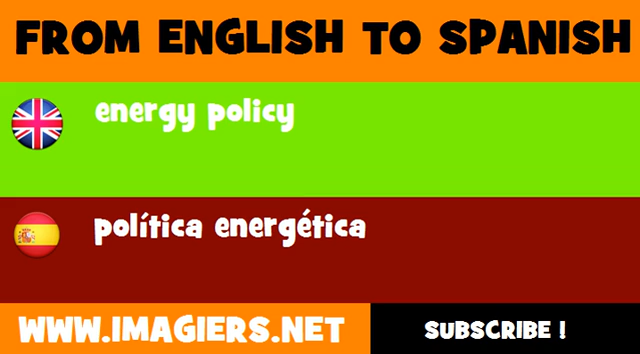 FROM ENGLISH TO SPANISH
energy policy
política energética
WWW.IMAGIERS.NET
SUBSCRIBE !